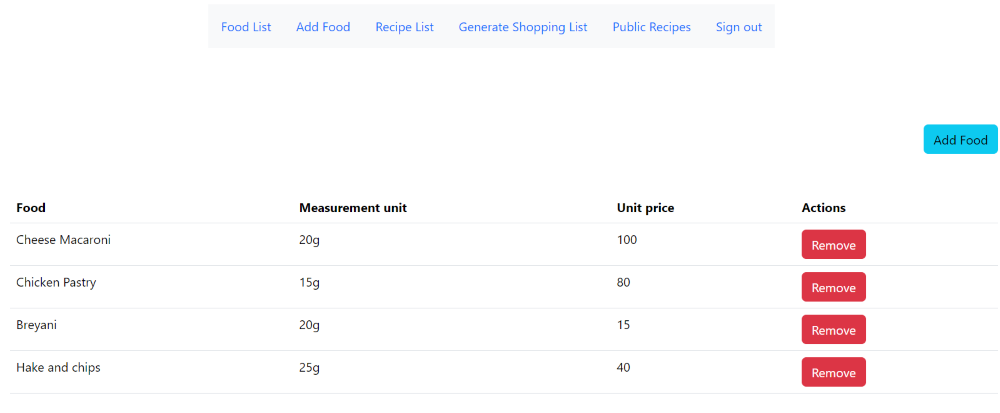 Food List Add Food Recipe List Generate Shopping List Public Recipes Sign out
Add Food
Food Measurement unit Unit price Actions
Cheese Macaroni 20g 100 Remove
Chicken Pastry 15g 80 Remove
Breyani 20g 15 Remove
Hake and chips 25g 40 Remove